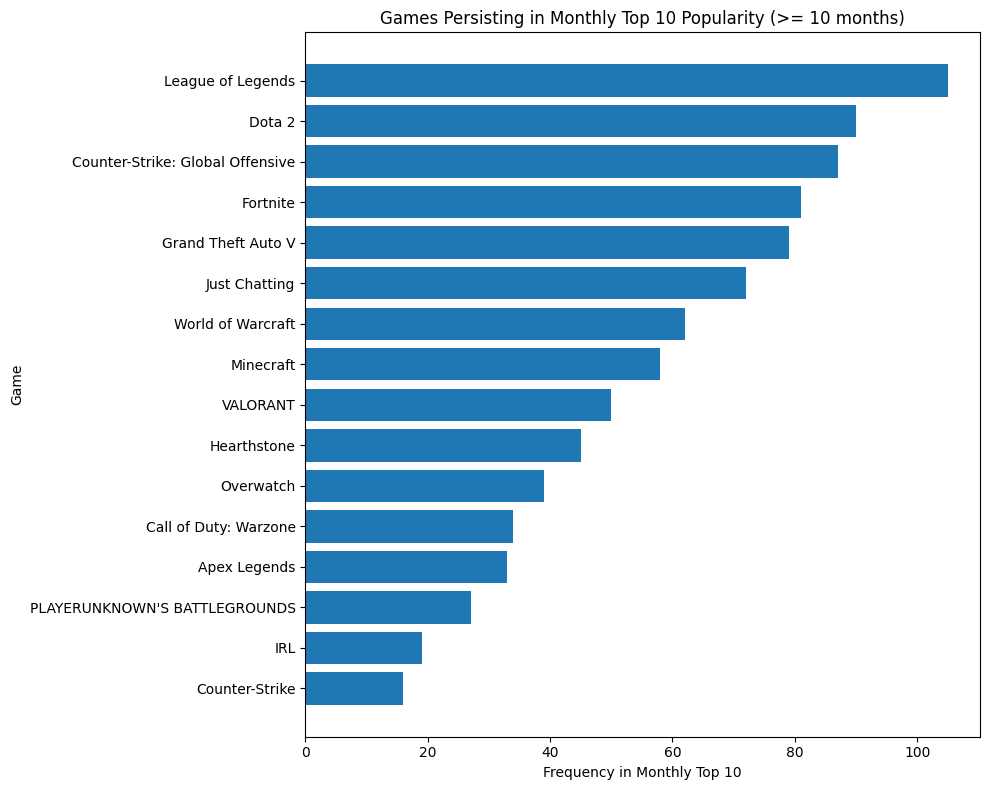 Games Persisting in Monthly Top 10 Popularity (>= 10 months)
League of Legends
Dota 2
Counter-Strike: Global Offensive
Fortnite
Grand Theft Auto V
Just Chatting
World of Warcraft
Minecraft
VALORANT
Hearthstone
Overwatch
Call of Duty: Warzone
Apex Legends
PLAYERUNKNOWN'S BATTLEGROUNDS
IRL
Counter-Strike
Game
0 20 40 60 80 100
Frequency in Monthly Top 10